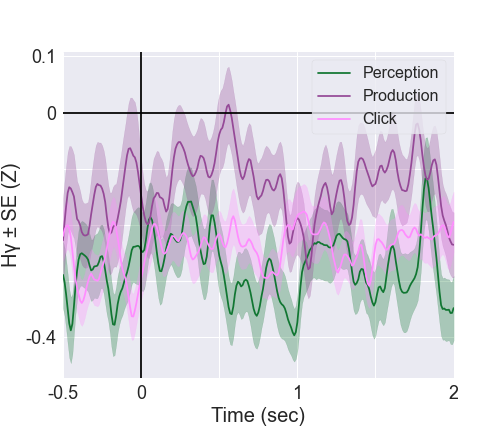 0.1
0
-0.4
Hγ ± SE (Z)
Perception
Production
Click
-0.5
0
1
2
Time (sec)